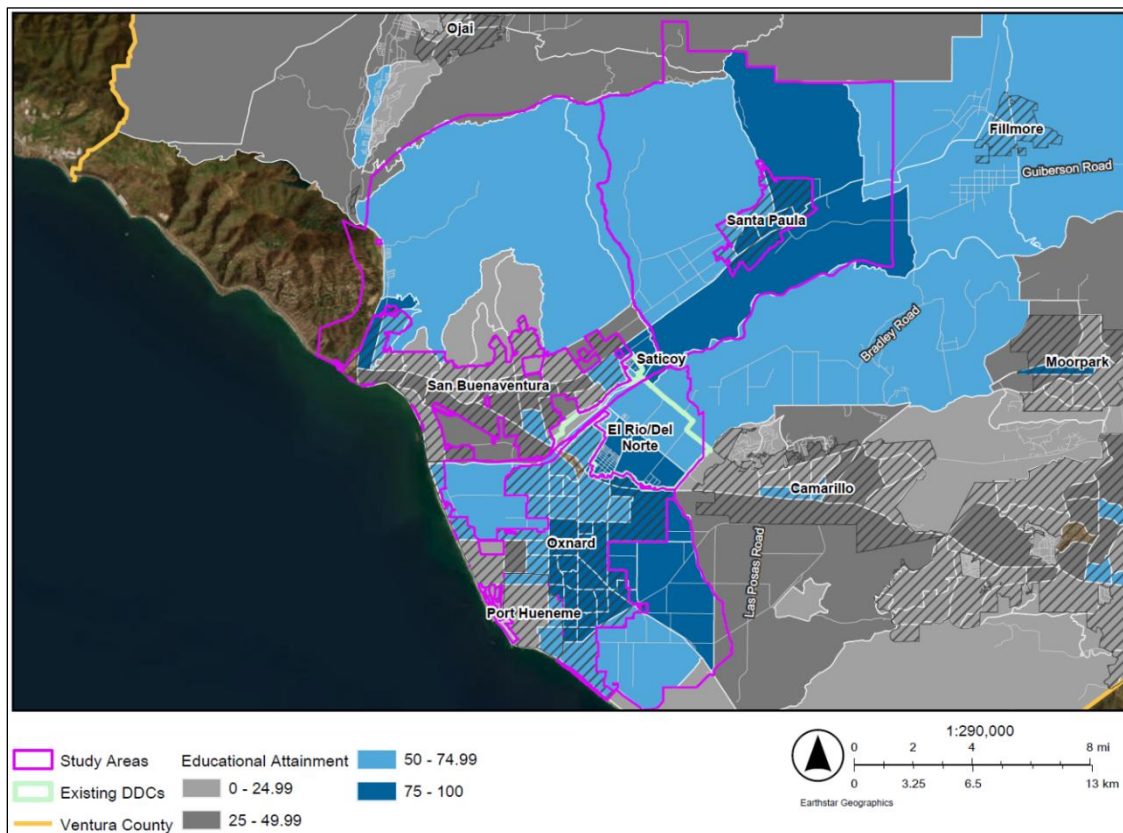 Ojai
Fillmore
Guiberson Road
Santa Paula
Bradley Road
Moorpark
Saticoy
San Buenaventura
El Rio/Del
Norte
Camarillo
Las Posas Road
Oxnard
Port Hueneme
Study Areas
Existing DDCs
Ventura County
Educational Attainment
0 - 24.99
25 - 49.99
50 - 74.99
75 - 100
1:290,000
0 2 4 8 mi
0 3.25 6.5 13 km
Earthstar Geographics